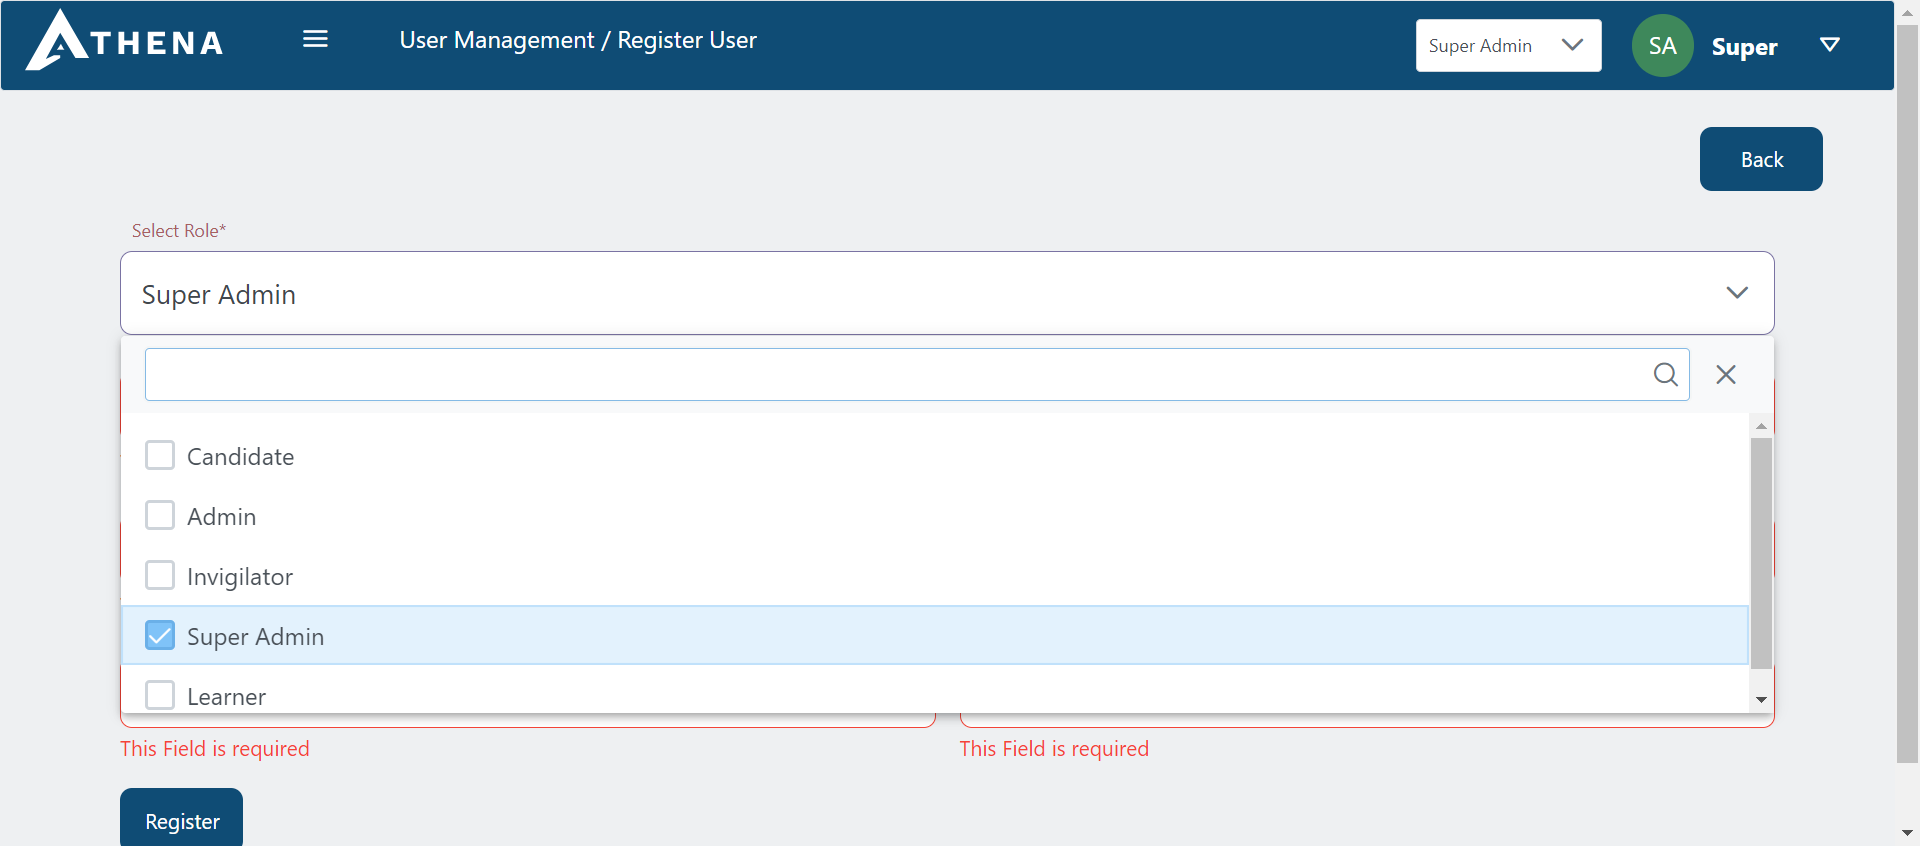 ATHENA
User Management / Register User
Super Admin
SA
Super
Back
Select Role*
Super Admin
Candidate
Admin
Invigilator
Super Admin
Learner
This Field is required
This Field is required
Register